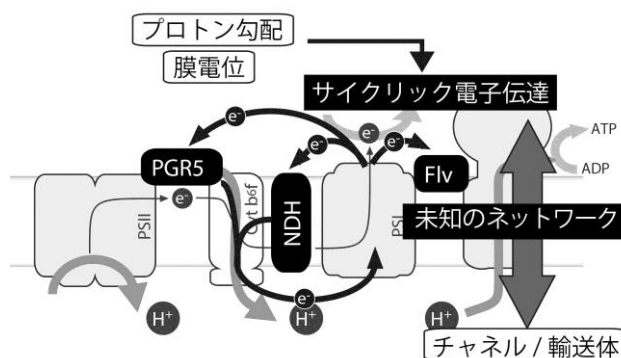 プロトン勾配
膜電位
サイクリック電子伝達
e⁻
e⁻
e⁻
e⁻
ATP
PGR5
Flv
ADP
e⁻
Cyt b₆f
NDH
PSII
PSI
未知のネットワーク
e⁻
H⁺
H⁺
H⁺
チャネル / 輸送体